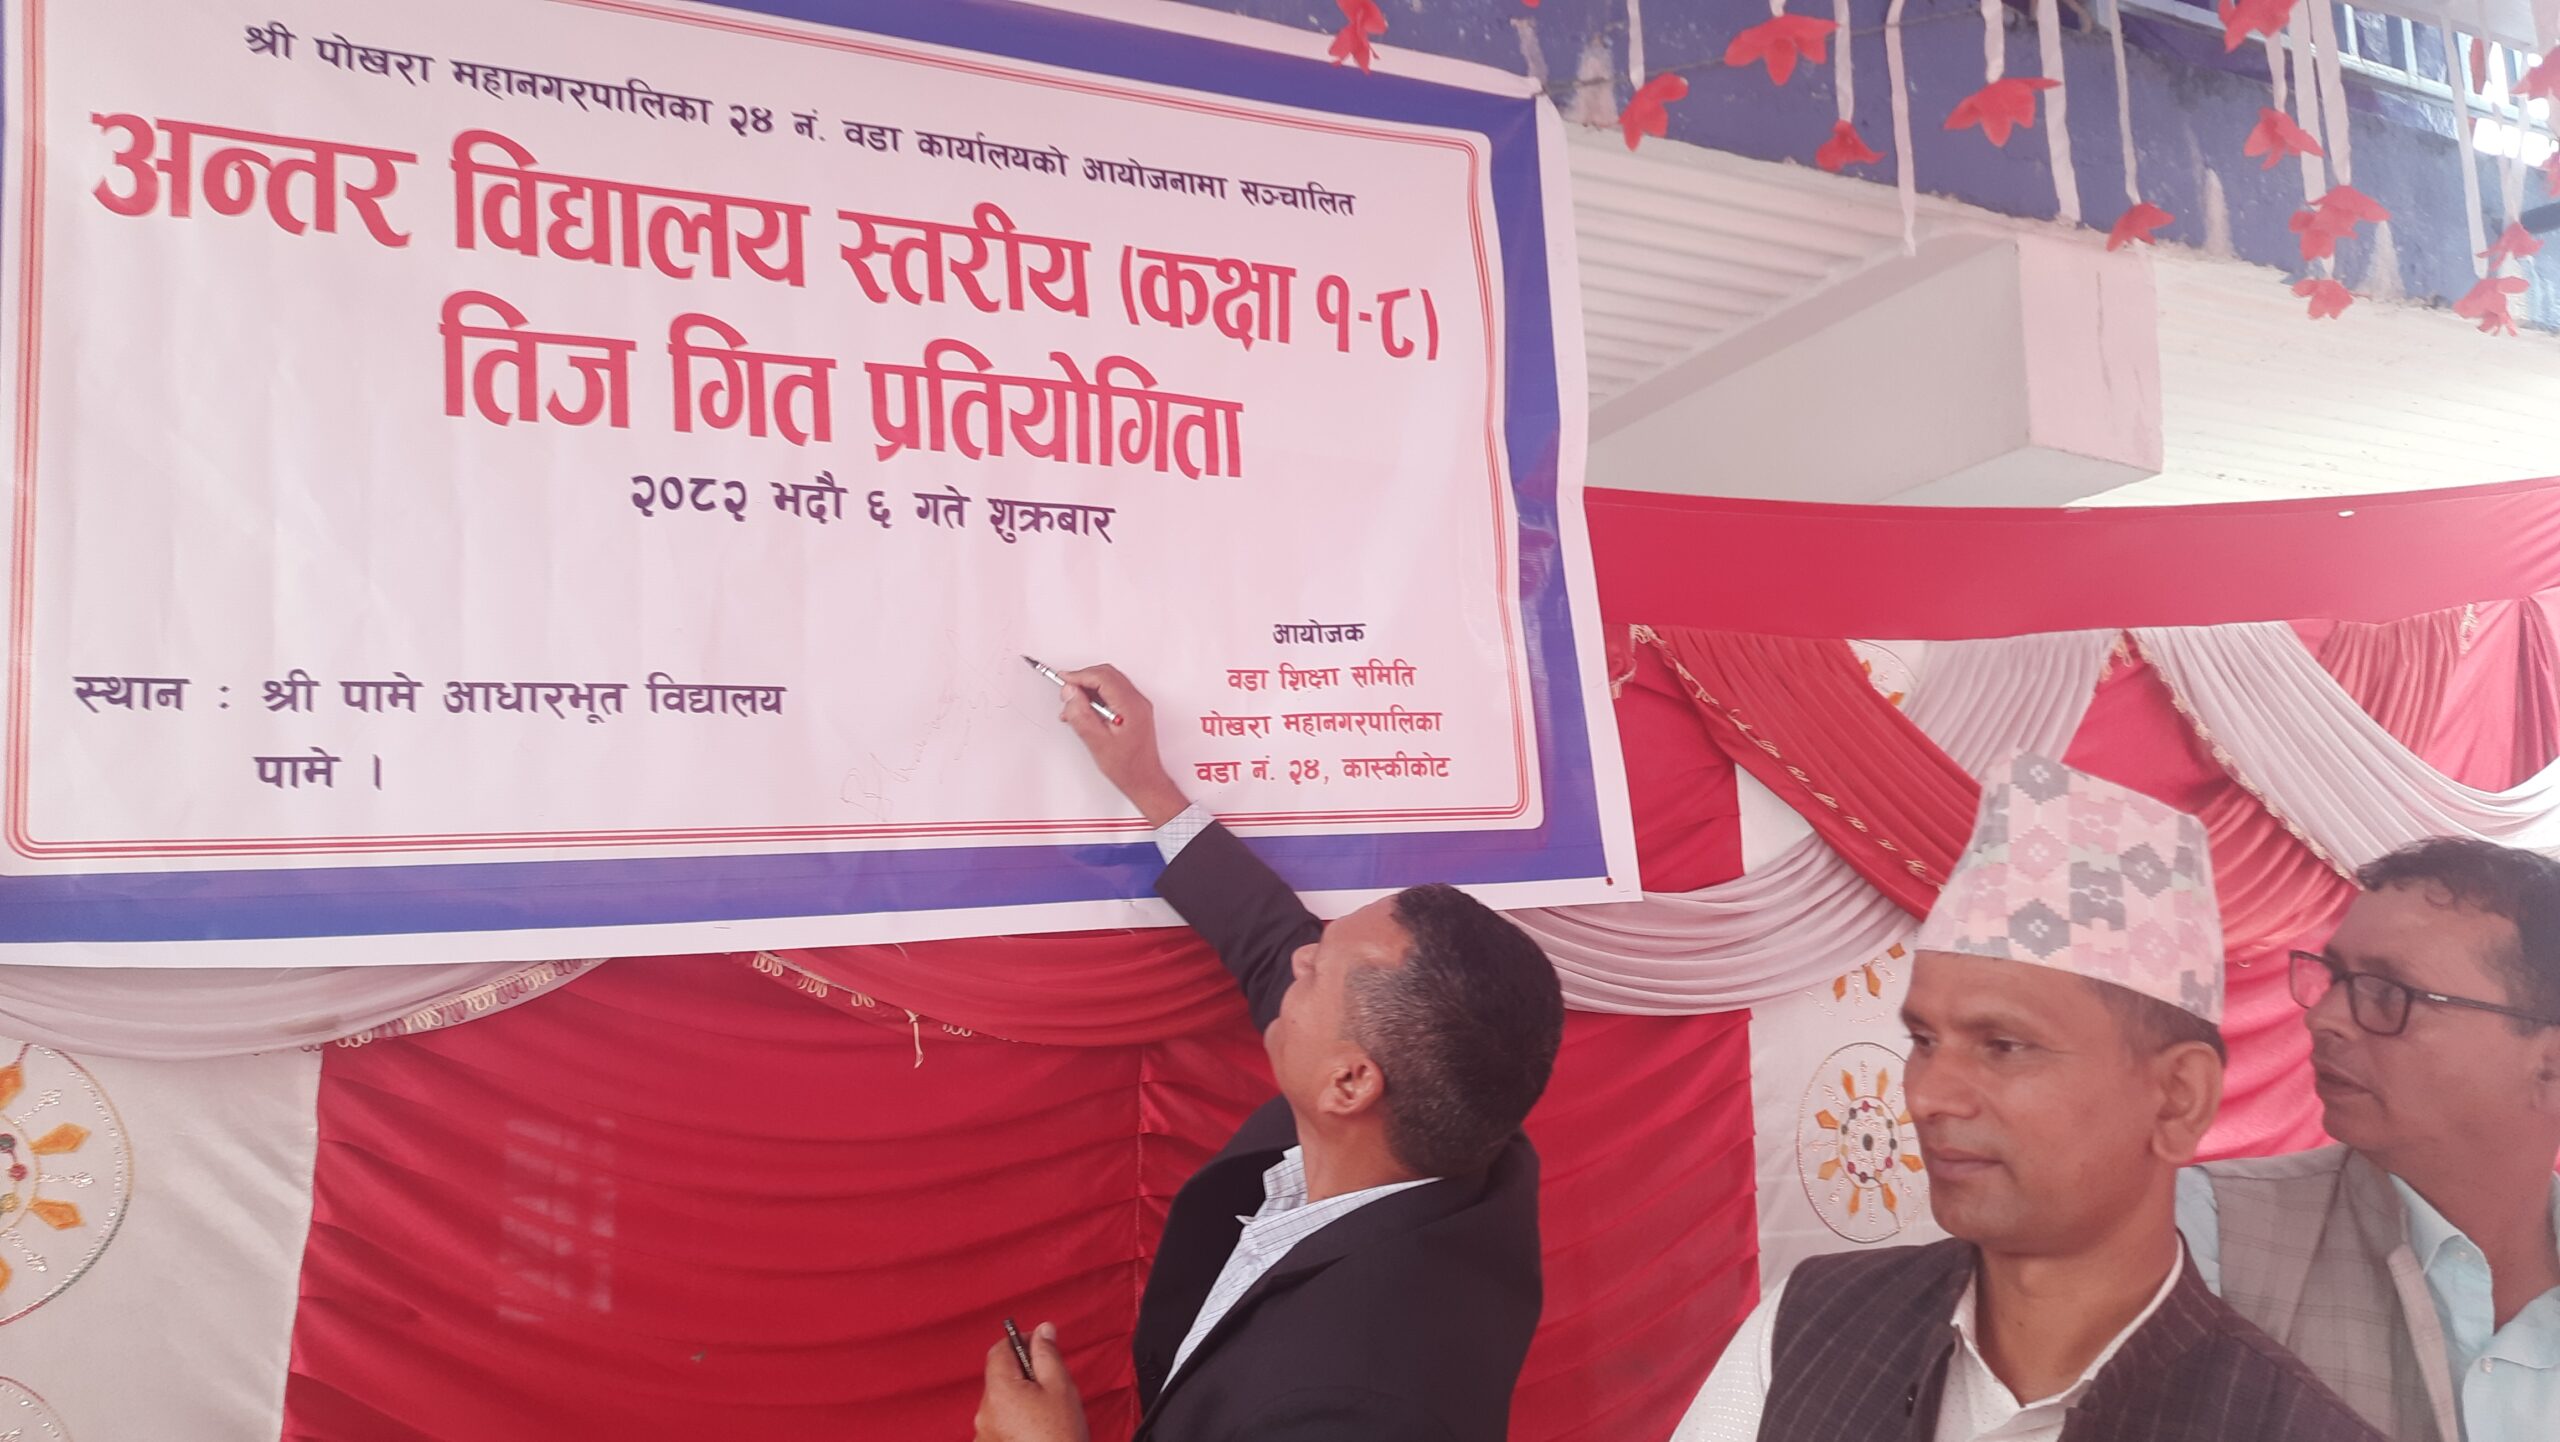 श्री पोखरा महानगरपालिका २४ नं. वडा कार्यालयको आयोजनामा सञ्चालित
अन्तर विद्यालय स्तरीय (कक्षा १-८)
तिज गित प्रतियोगिता
२०८२ भदौ ६ गते शुक्रबार
स्थान : श्री पामे आधारभूत विद्यालय
पामे ।
आयोजक
वडा शिक्षा समिति
पोखरा महानगरपालिका
वडा नं. २४, कास्कीकोट